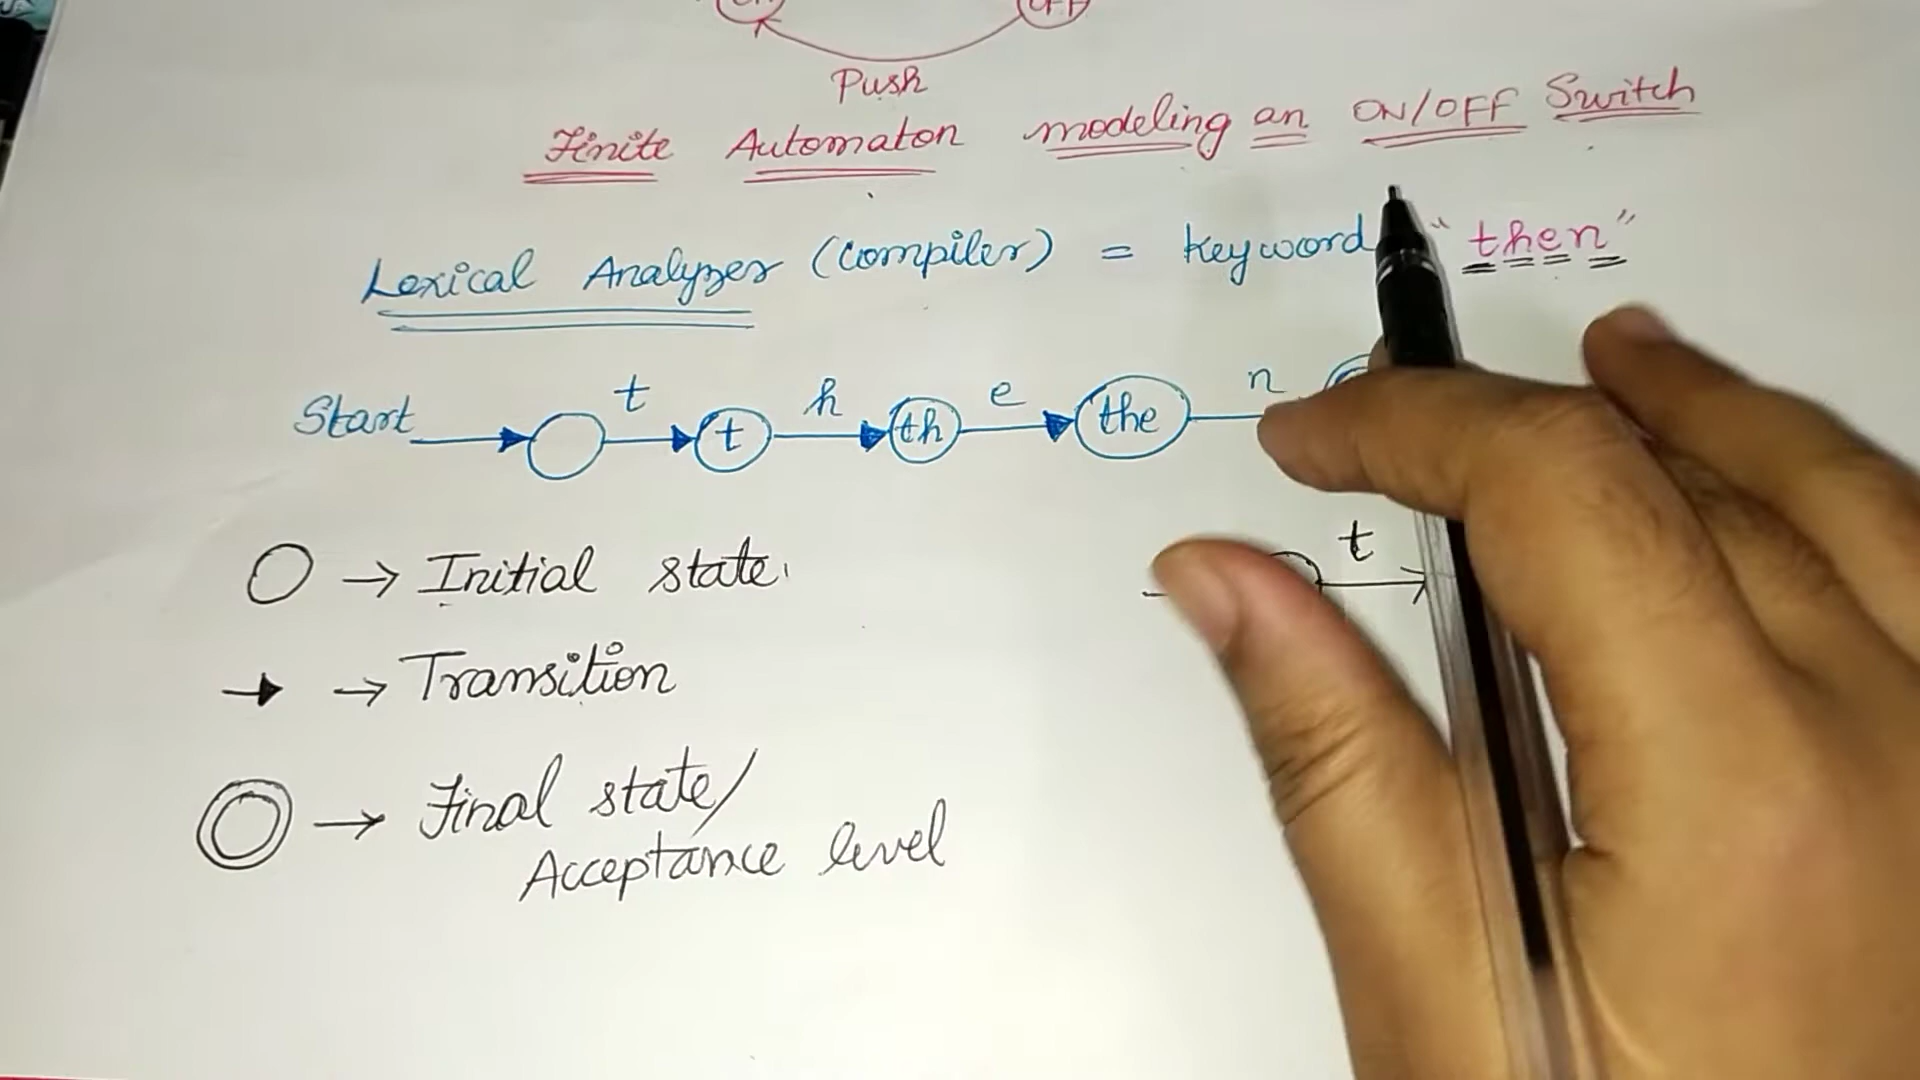 Push
Finite Automaton modeling an ON/OFF Switch
Lexical Analyzer (compiler) = keyword "then"
Start t t h th e the n
t
→ Initial state.
→ Transition
→ Final state/
Acceptance level